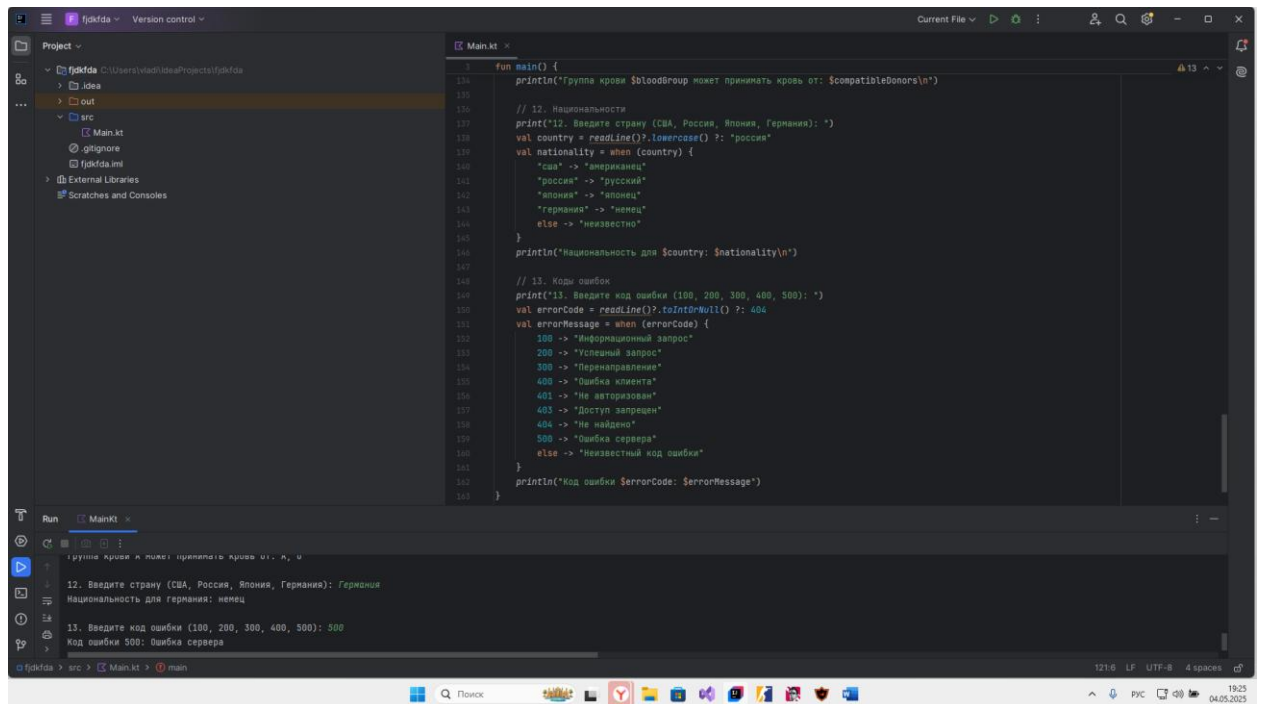 F fjdkfda Version control
Current File
Project
Main.kt
fjdkfda C:\Users\vladi\IdeaProjects\fjdkfda
.idea
out
src
Main.kt
.gitignore
fjdkfda.iml
External Libraries
Scratches and Consoles
3 fun main() {
13
134 println("Группа крови $bloodGroup может принимать кровь от: $compatibleDonors\n")
135
136 // 12. Национальности
137 print("12. Введите страну (США, Россия, Япония, Германия): ")
138 val country = readLine()?.lowercase() ?: "россия"
139 val nationality = when (country) {
140 "сша" -> "американец"
141 "россия" -> "русский"
142 "япония" -> "японец"
143 "германия" -> "немец"
144 else -> "неизвестно"
145 }
146 println("Национальность для $country: $nationality\n")
147
148 // 13. Коды ошибок
149 print("13. Введите код ошибки (100, 200, 300, 400, 500): ")
150 val errorCode = readLine()?.toIntOrNull() ?: 404
151 val errorMessage = when (errorCode) {
152 100 -> "Информационный запрос"
153 200 -> "Успешный запрос"
154 300 -> "Перенаправление"
155 400 -> "Ошибка клиента"
156 401 -> "Не авторизован"
157 403 -> "Доступ запрещен"
158 404 -> "Не найдено"
159 500 -> "Ошибка сервера"
160 else -> "Неизвестный код ошибки"
161 }
162 println("Код ошибки $errorCode: $errorMessage")
163 }
Run MainKt
Группа крови A может принимать кровь от: A, O
12. Введите страну (США, Россия, Япония, Германия): Германия
Национальность для германия: немец
13. Введите код ошибки (100, 200, 300, 400, 500): 500
Код ошибки 500: Ошибка сервера
fjdkfda > src > Main.kt > main
121:6 LF UTF-8 4 spaces
Поиск
РУС
19:25
04.05.2025